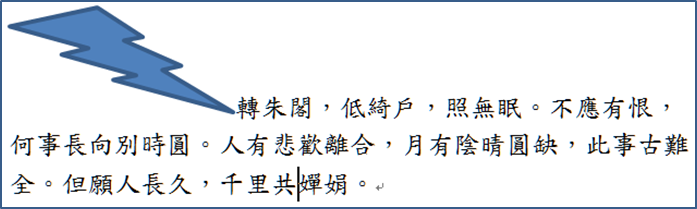 轉朱閣，低綺戶，照無眠。不應有恨，
何事長向別時圓。人有悲歡離合，月有陰晴圓缺，此事古難
全。但願人長久，千里共嬋娟。